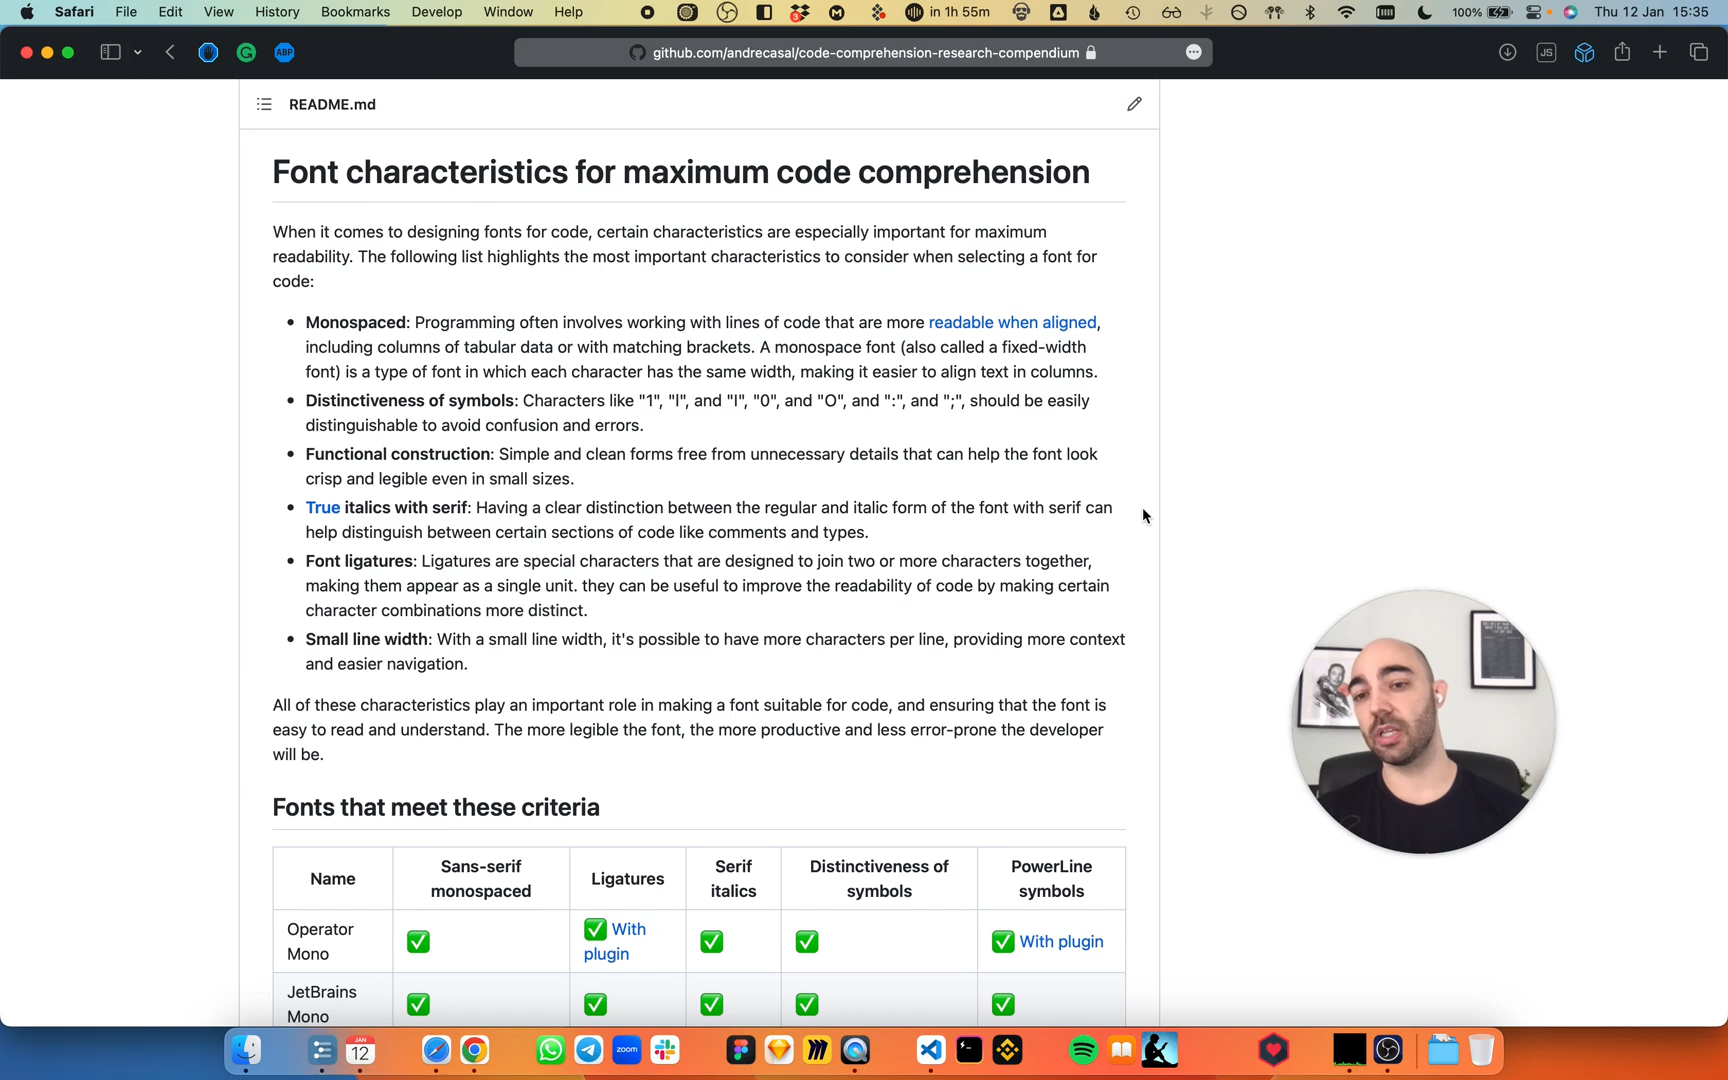 Safari File Edit View History Bookmarks Develop Window Help in 1h 55m 100% Thu 12 Jan 15:35
ABP github.com/andrecasal/code-comprehension-research-compendium JS
README.md
Font characteristics for maximum code comprehension
When it comes to designing fonts for code, certain characteristics are especially important for maximum
readability. The following list highlights the most important characteristics to consider when selecting a font for
code:
• Monospaced: Programming often involves working with lines of code that are more readable when aligned,
including columns of tabular data or with matching brackets. A monospace font (also called a fixed-width
font) is a type of font in which each character has the same width, making it easier to align text in columns.
• Distinctiveness of symbols: Characters like "1", "l", and "I", "0", and "O", and ":", and ";", should be easily
distinguishable to avoid confusion and errors.
• Functional construction: Simple and clean forms free from unnecessary details that can help the font look
crisp and legible even in small sizes.
• True italics with serif: Having a clear distinction between the regular and italic form of the font with serif can
help distinguish between certain sections of code like comments and types.
• Font ligatures: Ligatures are special characters that are designed to join two or more characters together,
making them appear as a single unit. they can be useful to improve the readability of code by making certain
character combinations more distinct.
• Small line width: With a small line width, it's possible to have more characters per line, providing more context
and easier navigation.
All of these characteristics play an important role in making a font suitable for code, and ensuring that the font is
easy to read and understand. The more legible the font, the more productive and less error-prone the developer
will be.
Fonts that meet these criteria
Name
Sans-serif
monospaced
Ligatures
Serif
italics
Distinctiveness of
symbols
PowerLine
symbols
Operator
Mono
✅
✅ With
plugin
✅
✅
✅ With plugin
JetBrains
Mono
✅
✅
✅
✅
✅
JAN
12
zoom